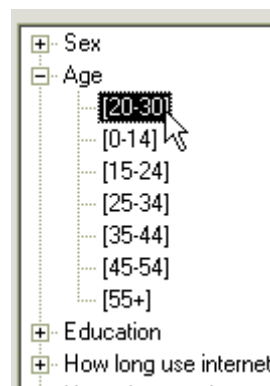 Sex
Age
[20-30]
[0-14]
[15-24]
[25-34]
[35-44]
[45-54]
[55+]
Education
How long use internet